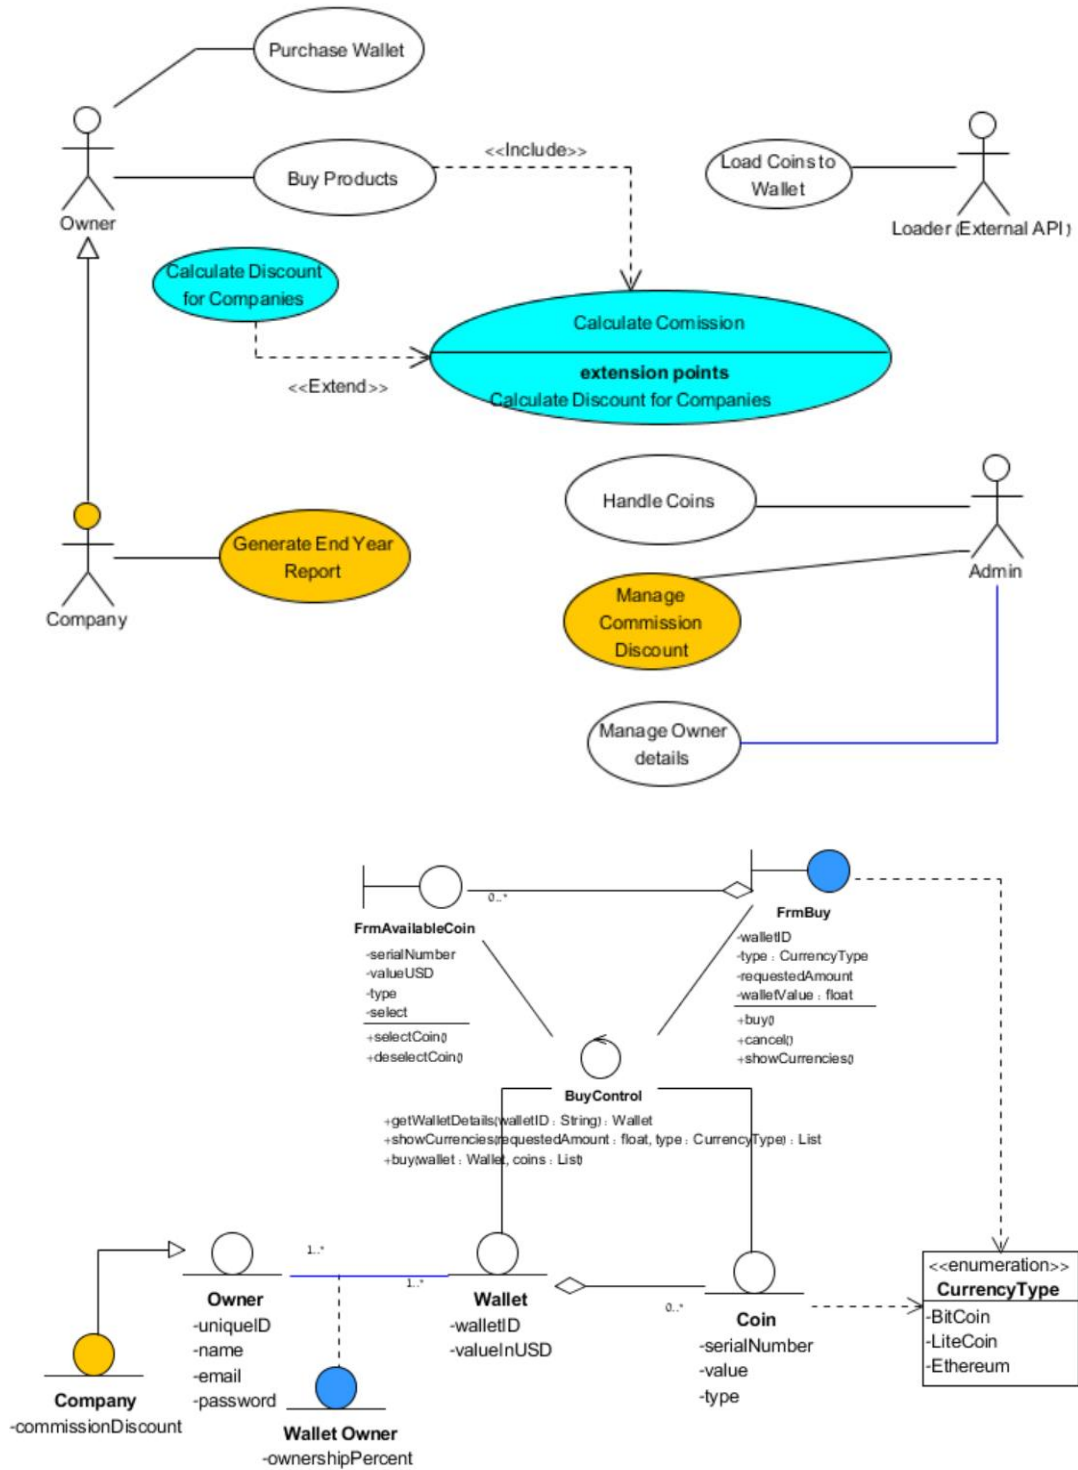 Purchase Wallet
Owner
Buy Products
<<Include>>
Load Coins to
Wallet
Loader (External API)
Calculate Discount
for Companies
<<Extend>>
Calculate Comission
extension points
Calculate Discount for Companies
Company
Generate End Year
Report
Handle Coins
Admin
Manage
Commission
Discount
Manage Owner
details
FrmAvailableCoin
-serialNumber
-valueUSD
-type
-select
+selectCoin()
+deselectCoin()
0..*
FrmBuy
-walletID
-type : CurrencyType
-requestedAmount
-walletValue : float
+buy()
+cancel()
+showCurrencies()
BuyControl
+getWalletDetails(walletID : String) : Wallet
+showCurrencies(requestedAmount : float, type : CurrencyType) : List
+buy(wallet : Wallet, coins : List)
Owner
-uniqueID
-name
-email
-password
1..*
1..*
Wallet
-walletID
-valueInUSD
0..*
Coin
-serialNumber
-value
-type
<<enumeration>>
CurrencyType
-BitCoin
-LiteCoin
-Ethereum
Company
-commissionDiscount
Wallet Owner
-ownershipPercent